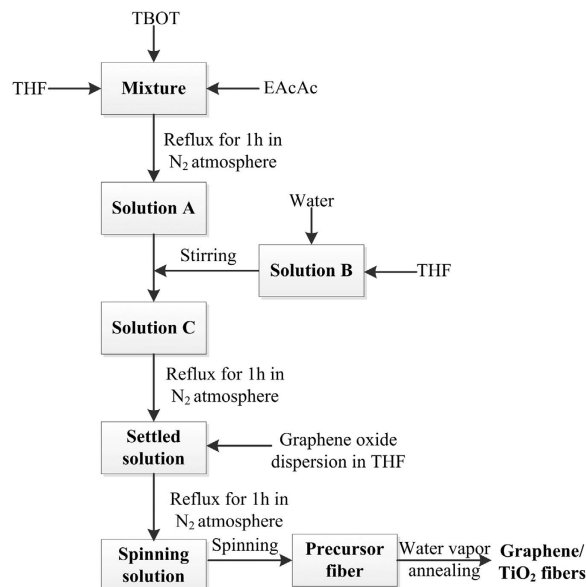 TBOT
THF
Mixture
EAcAc
Reflux for 1h in
N₂ atmosphere
Solution A
Water
Stirring
Solution B
THF
Solution C
Reflux for 1h in
N₂ atmosphere
Settled
solution
Graphene oxide
dispersion in THF
Reflux for 1h in
N₂ atmosphere
Spinning
solution
Spinning
Precursor
fiber
Water vapor
annealing
Graphene/
TiO₂ fibers